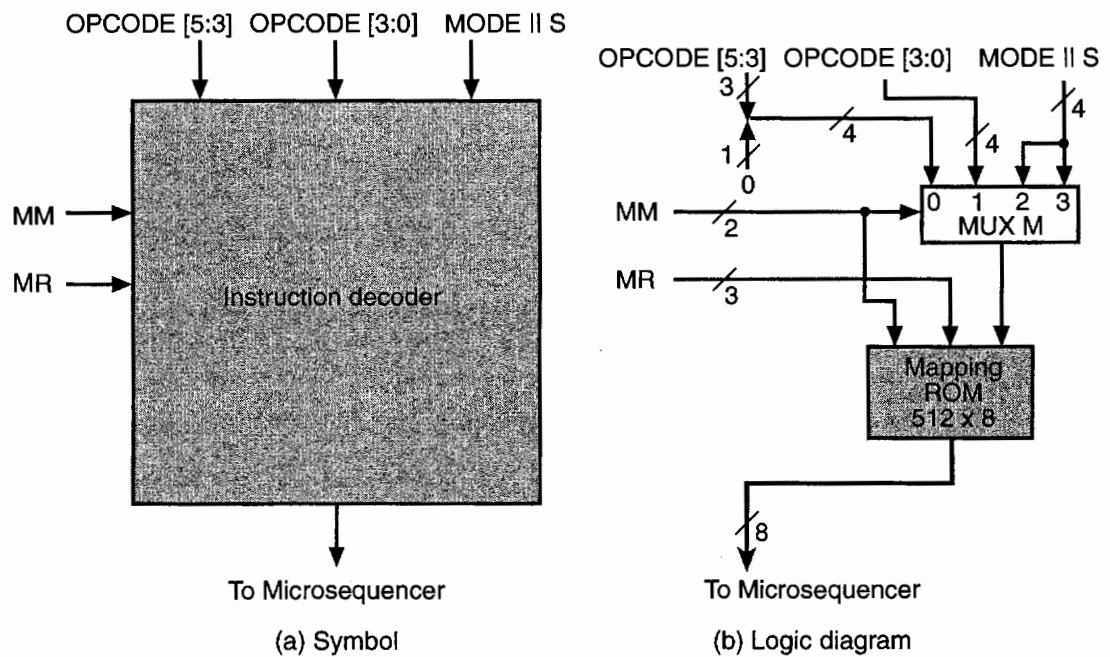 OPCODE [5:3] OPCODE [3:0] MODE || S
MM
MR
Instruction decoder
To Microsequencer
(a) Symbol
OPCODE [5:3] OPCODE [3:0] MODE || S
3
4
4
4
1
0
MM
2
0 1 2 3
MUX M
MR
3
Mapping
ROM
512 x 8
8
To Microsequencer
(b) Logic diagram